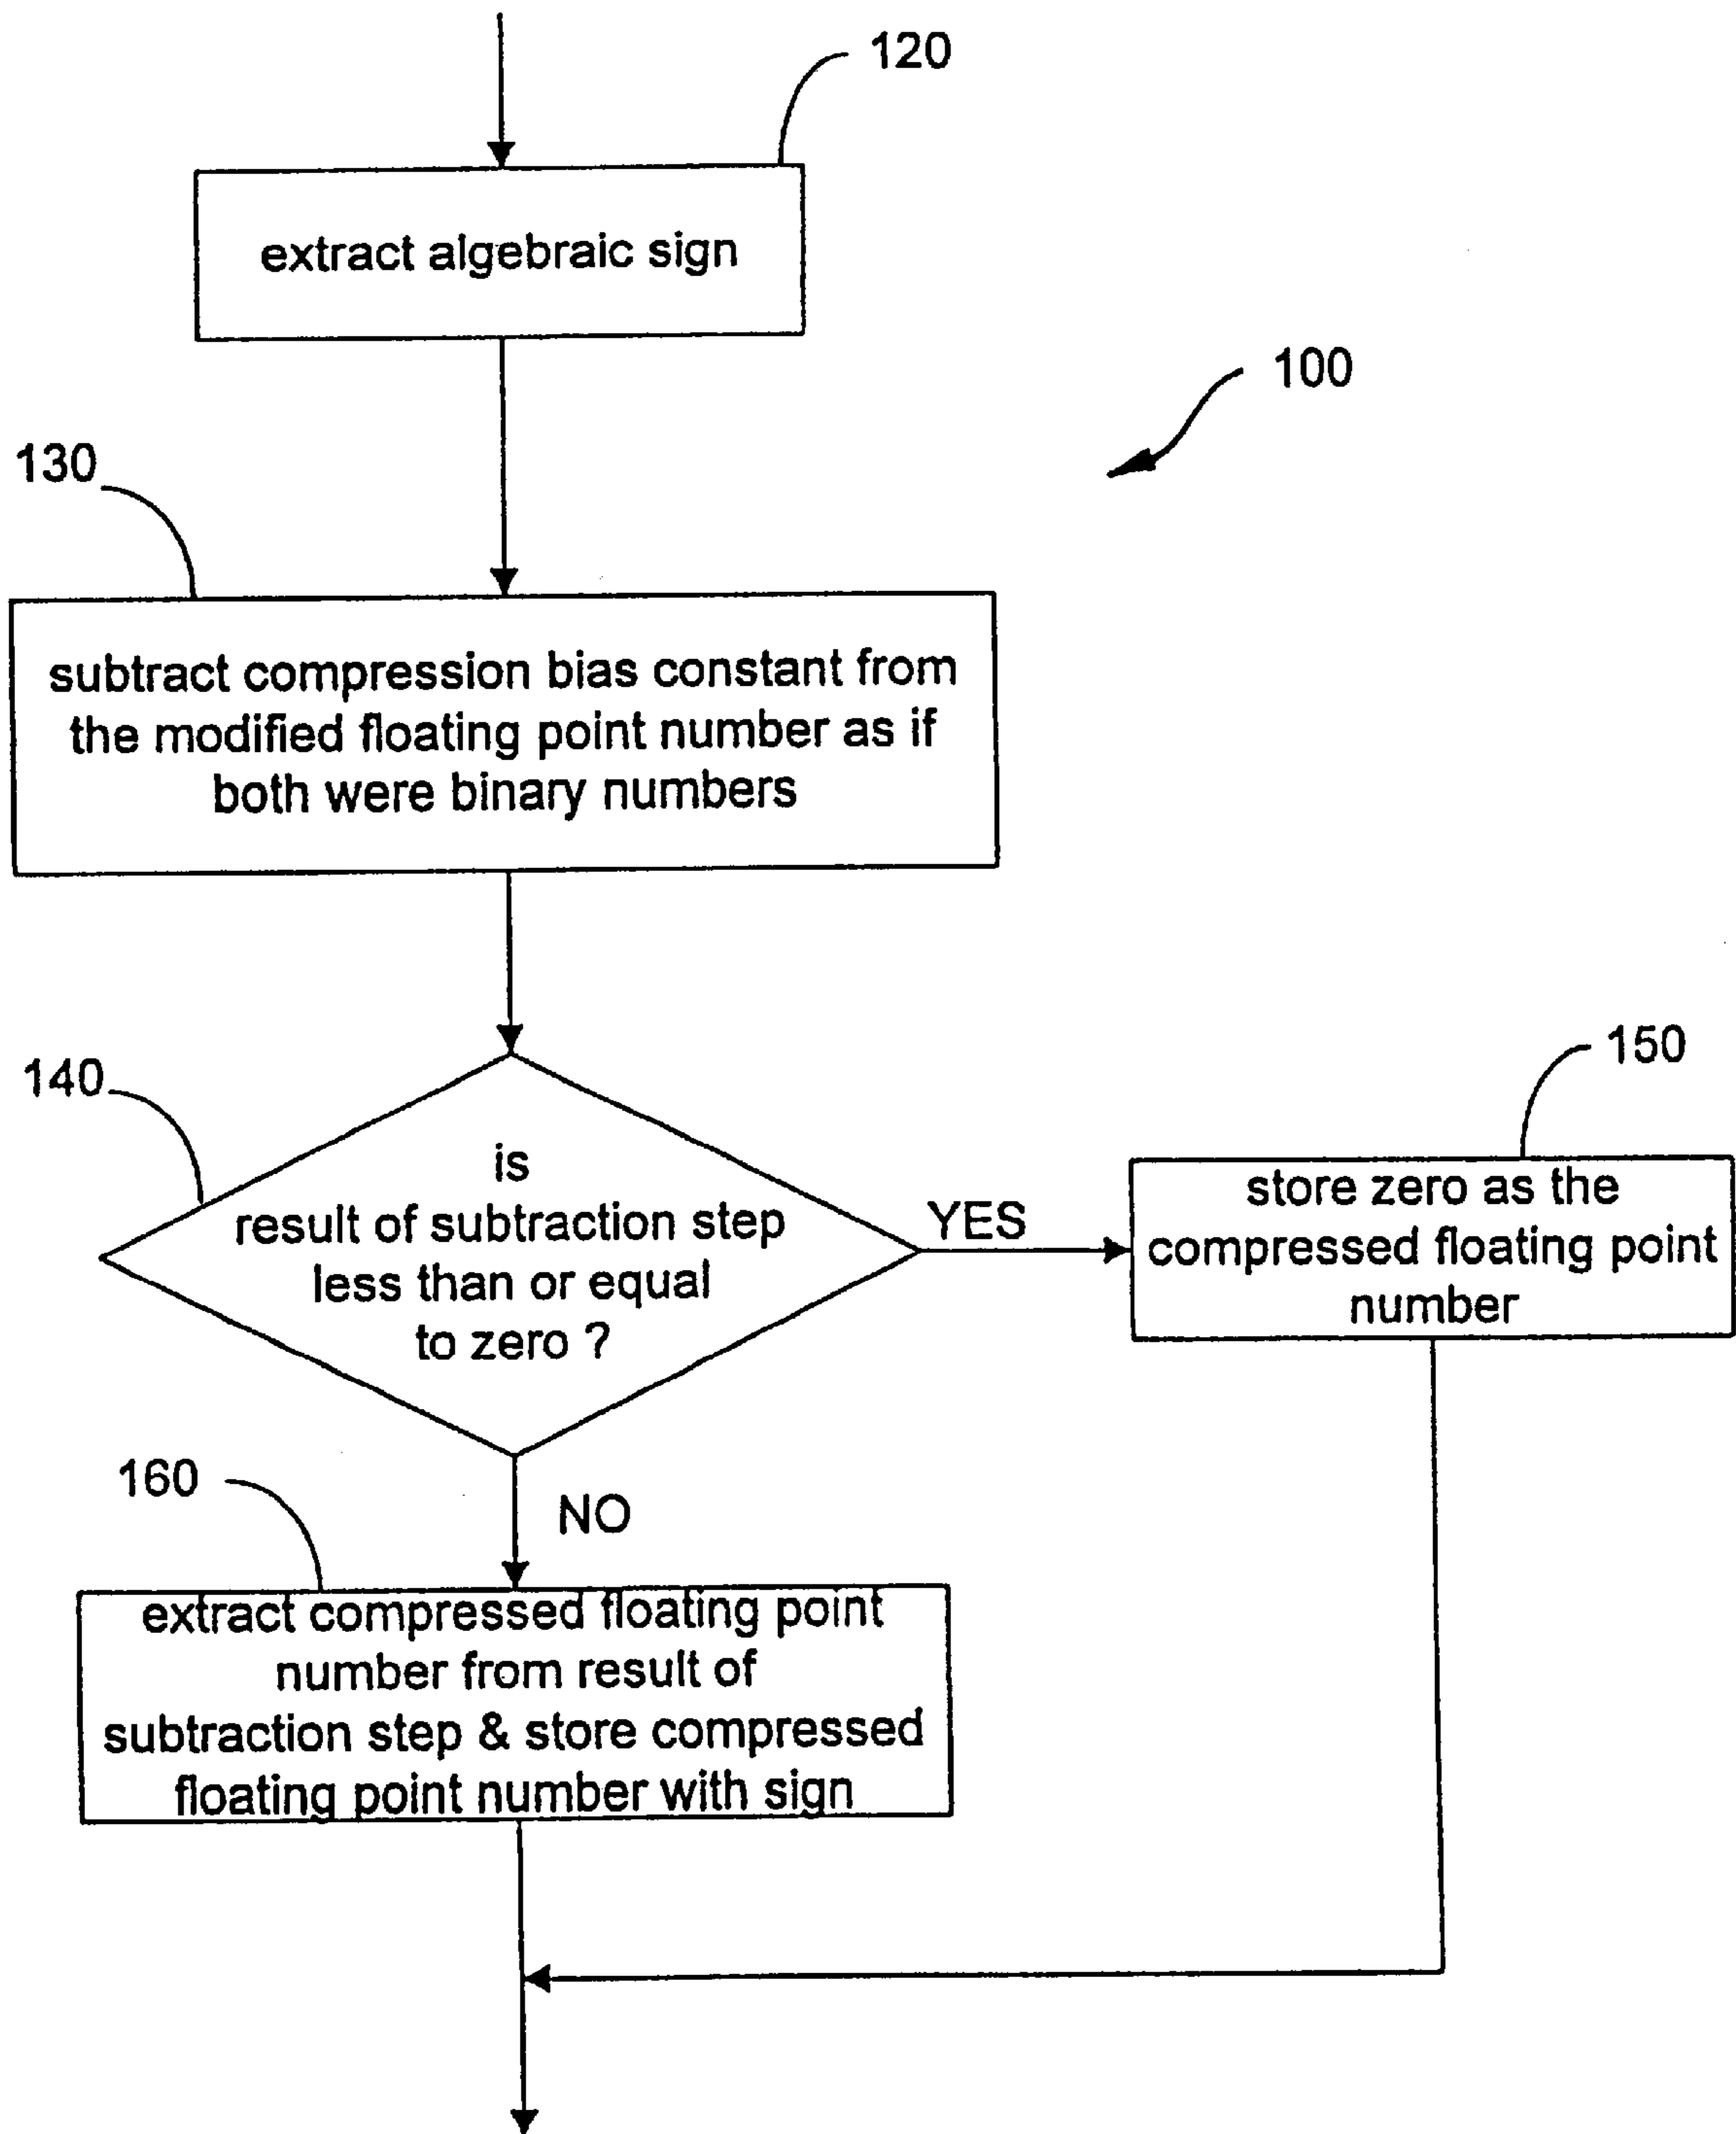 120
extract algebraic sign
100
130
subtract compression bias constant from
the modified floating point number as if
both were binary numbers
140
is
result of subtraction step
less than or equal
to zero ?
YES
150
store zero as the
compressed floating point
number
160
NO
extract compressed floating point
number from result of
subtraction step & store compressed
floating point number with sign